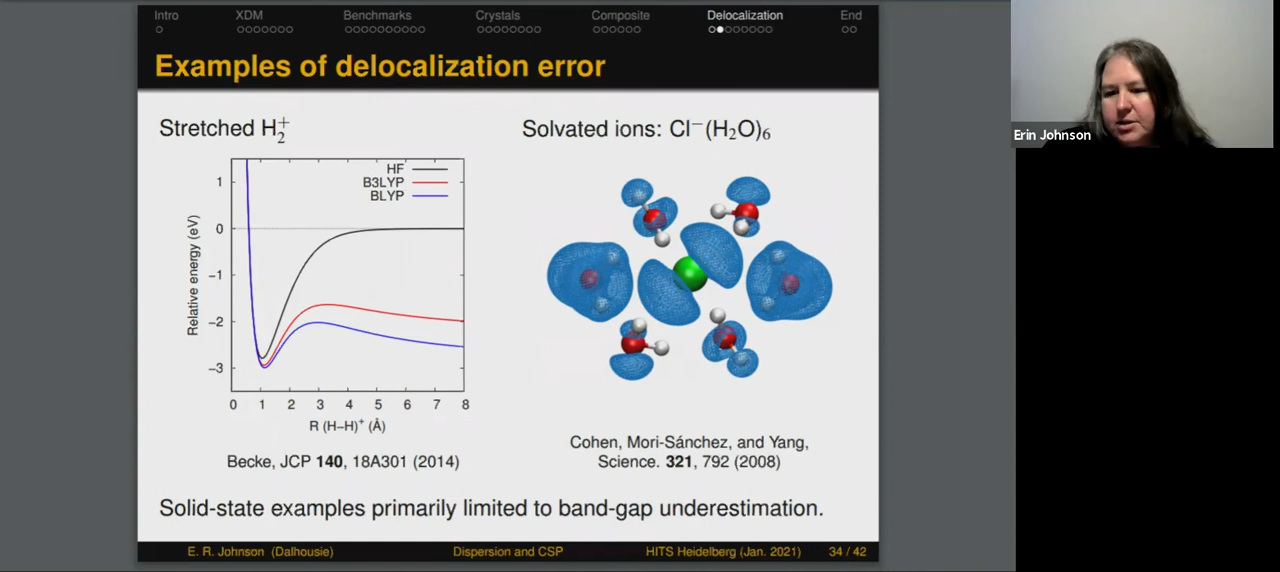 Intro XDM Benchmarks Crystals Composite Delocalization End
Examples of delocalization error
Stretched H₂⁺
HF
B3LYP
BLYP
Relative energy (eV)
1
0
−1
−2
−3
0 1 2 3 4 5 6 7 8
R (H−H)⁺ (Å)
Becke, JCP 140, 18A301 (2014)
Solvated ions: Cl⁻(H₂O)₆
Cohen, Mori-Sánchez, and Yang,
Science. 321, 792 (2008)
Solid-state examples primarily limited to band-gap underestimation.
E. R. Johnson (Dalhousie) Dispersion and CSP HITS Heidelberg (Jan. 2021) 34 / 42
Erin Johnson